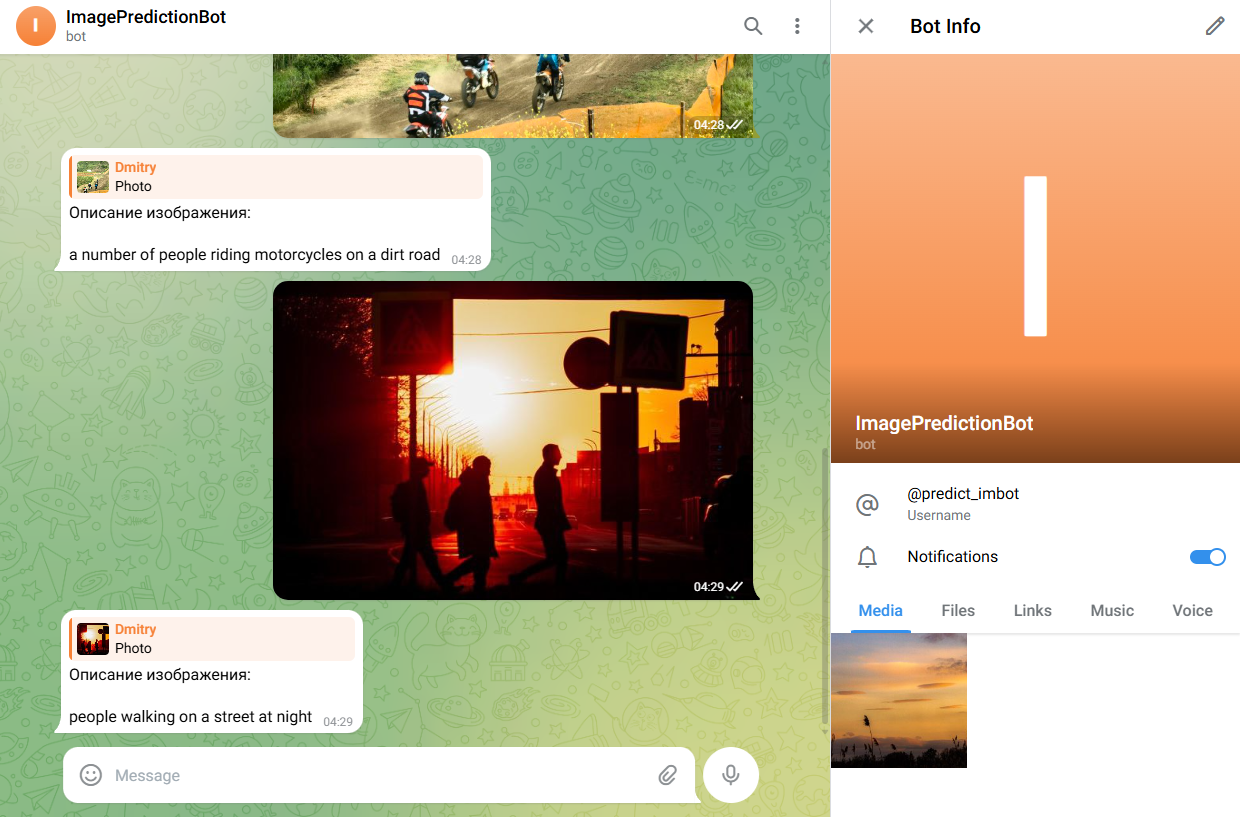 I
ImagePredictionBot
bot
04:28
Dmitry
Photo
Описание изображения:
a number of people riding motorcycles on a dirt road
04:28
04:29
Dmitry
Photo
Описание изображения:
people walking on a street at night
04:29
Message
Bot Info
I
ImagePredictionBot
bot
@predict_imbot
Username
Notifications
Media Files Links Music Voice